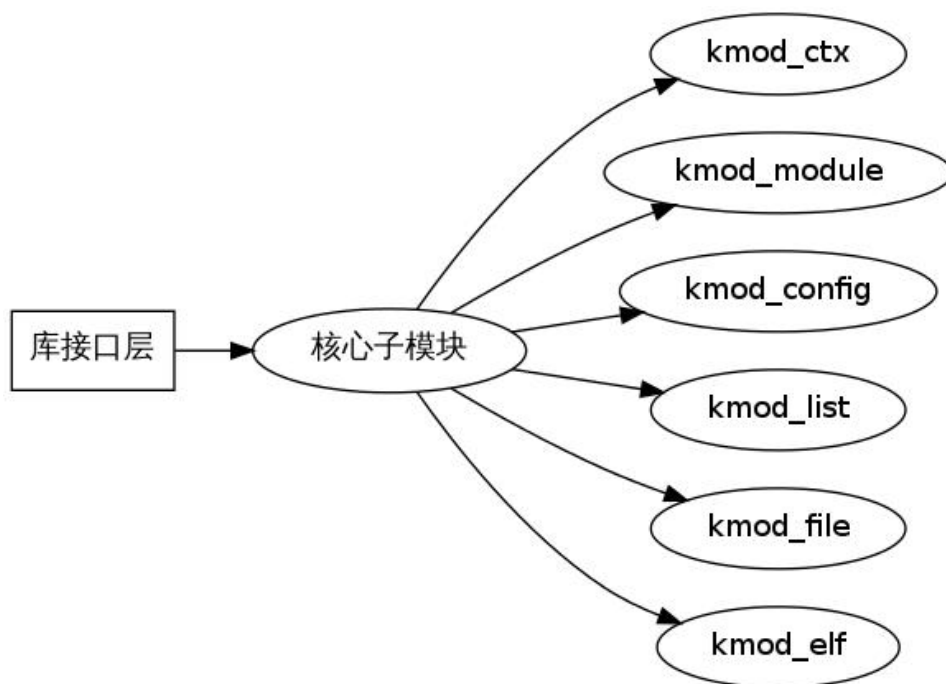 库接口层
核心子模块
kmod_ctx
kmod_module
kmod_config
kmod_list
kmod_file
kmod_elf